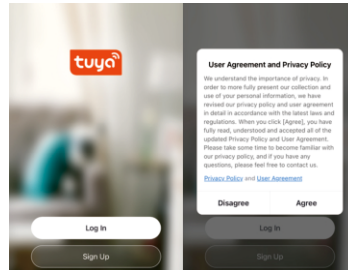 tuya
Log In
Sign Up
User Agreement and Privacy Policy
We understand the importance of privacy. In
order to more fully present our collection and
use of your personal information, we have
revised our privacy policy and user agreement
in detail in accordance with the latest laws and
regulations. When you click [Agree], you have
fully read, understood and accepted all of the
updated Privacy Policy and User Agreement.
Please take some time to become familiar with
our privacy policy, and if you have any
questions, please feel free to contact us.
Privacy Policy and User Agreement
Disagree Agree
Log In
Sign Up